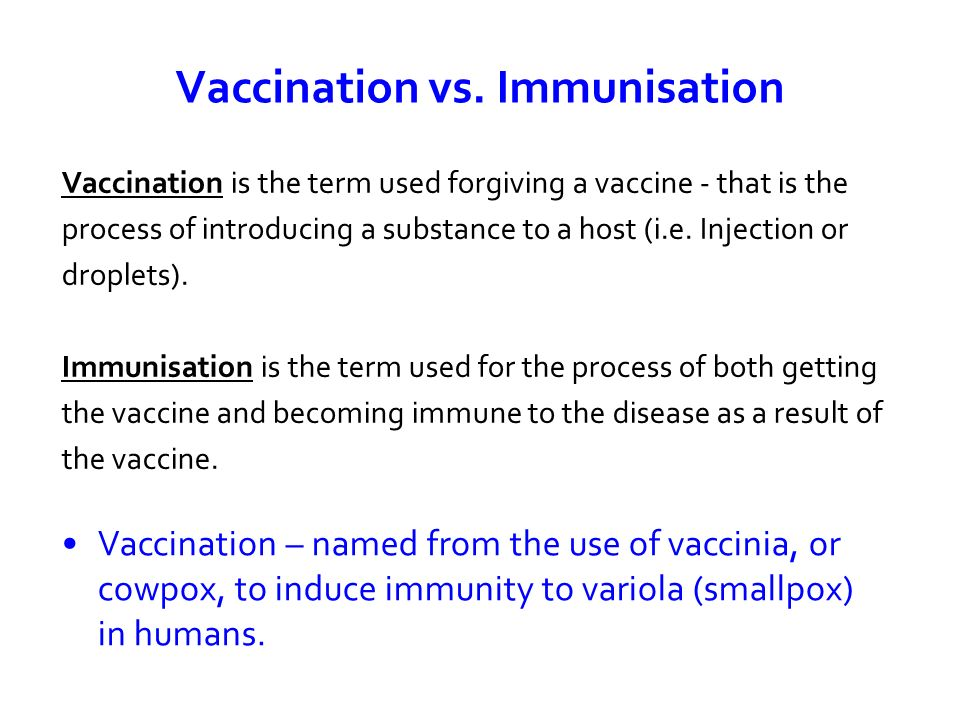 Vaccination vs. Immunisation
Vaccination is the term used forgiving a vaccine - that is the
process of introducing a substance to a host (i.e. Injection or
droplets).
Immunisation is the term used for the process of both getting
the vaccine and becoming immune to the disease as a result of
the vaccine.
• Vaccination – named from the use of vaccinia, or
cowpox, to induce immunity to variola (smallpox)
in humans.